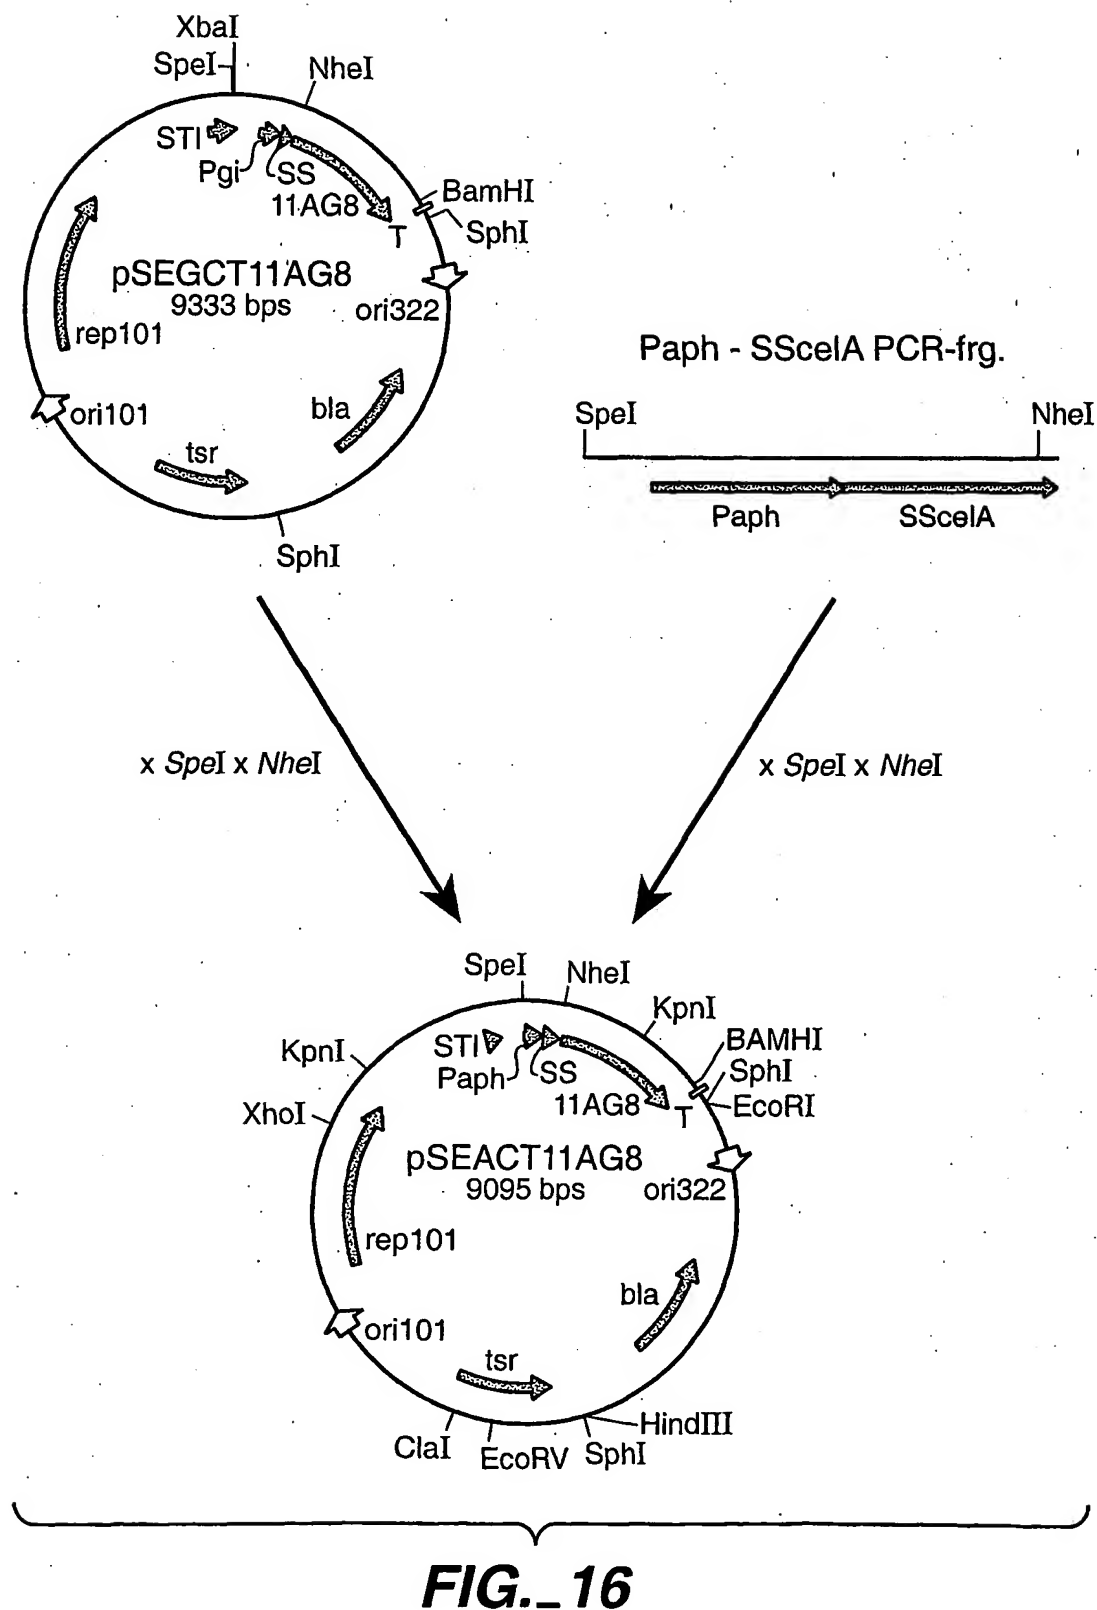 XbaI
SpeI
NheI
STI
Pgi
SS
11AG8
T
BamHI
SphI
pSEGCT11AG8
9333 bps
ori322
rep101
ori101
bla
tsr
SphI
Paph - SScelA PCR-frg.
SpeI
NheI
Paph
SScelA
x SpeI x NheI
x SpeI x NheI
SpeI
NheI
KpnI
KpnI
STI
Paph
SS
11AG8
T
BAMHI
SphI
EcoRI
XhoI
pSEACT11AG8
9095 bps
ori322
rep101
bla
ori101
tsr
ClaI
EcoRV
SphI
HindIII
FIG._16